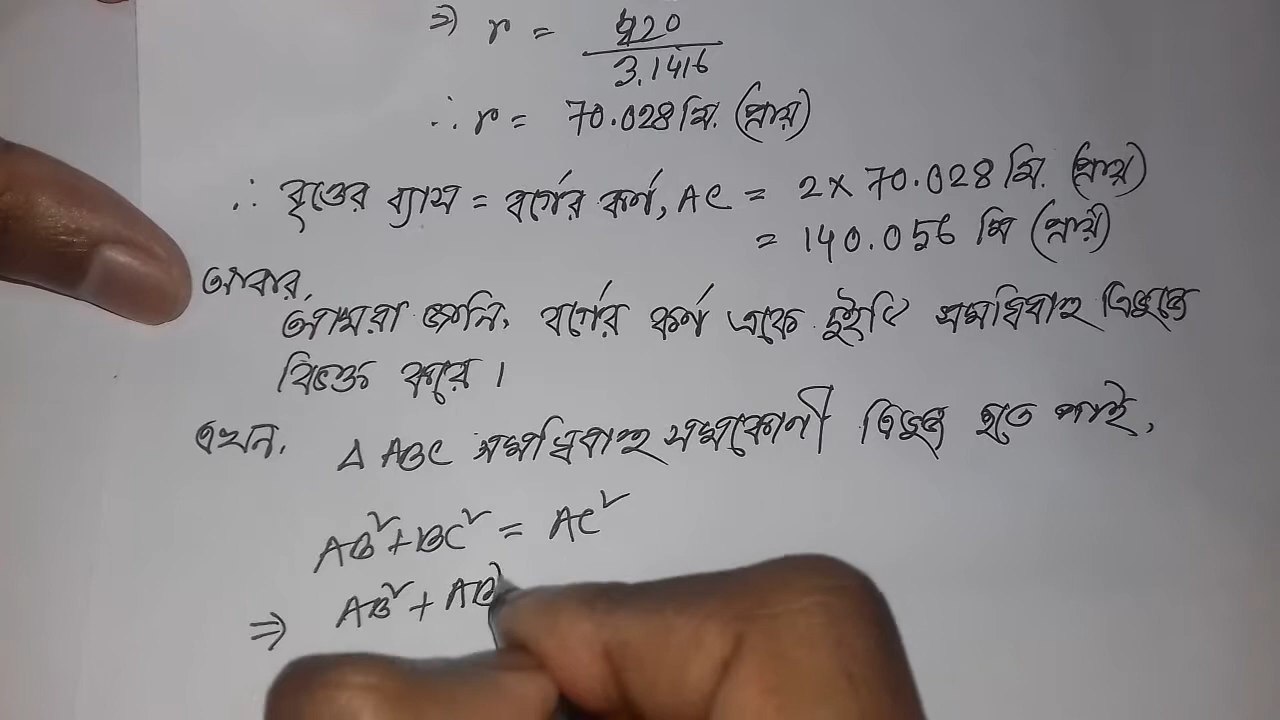 ⇒ r = 220 / 3.1416
∴ r = 70.028 মি. (প্রায়)
∴ বৃত্তের ব্যাস = বর্গের কর্ণ, AC = 2 × 70.028 মি. (প্রায়)
= 140.056 মি (প্রায়)
আবার,
আমরা জানি, বর্গের কর্ণ একে দুইটি সমদ্বিবাহু ত্রিভুজে
বিভক্ত করে।
এখন, Δ ABC সমদ্বিবাহু সমকোণী ত্রিভুজ হতে পাই,
AB² + BC² = AC²
⇒ AB² + AB